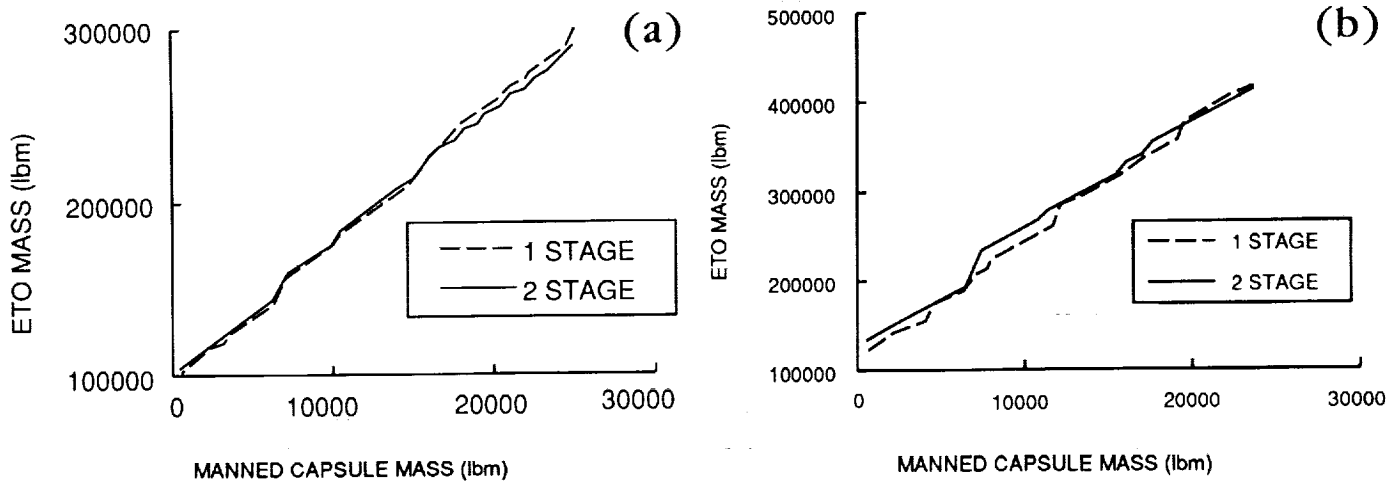 (a)
300000
200000
100000
ETO MASS (lbm)
1 STAGE
2 STAGE
0
10000
20000
30000
MANNED CAPSULE MASS (lbm)
(b)
500000
400000
300000
200000
100000
ETO MASS (lbm)
1 STAGE
2 STAGE
0
10000
20000
30000
MANNED CAPSULE MASS (lbm)